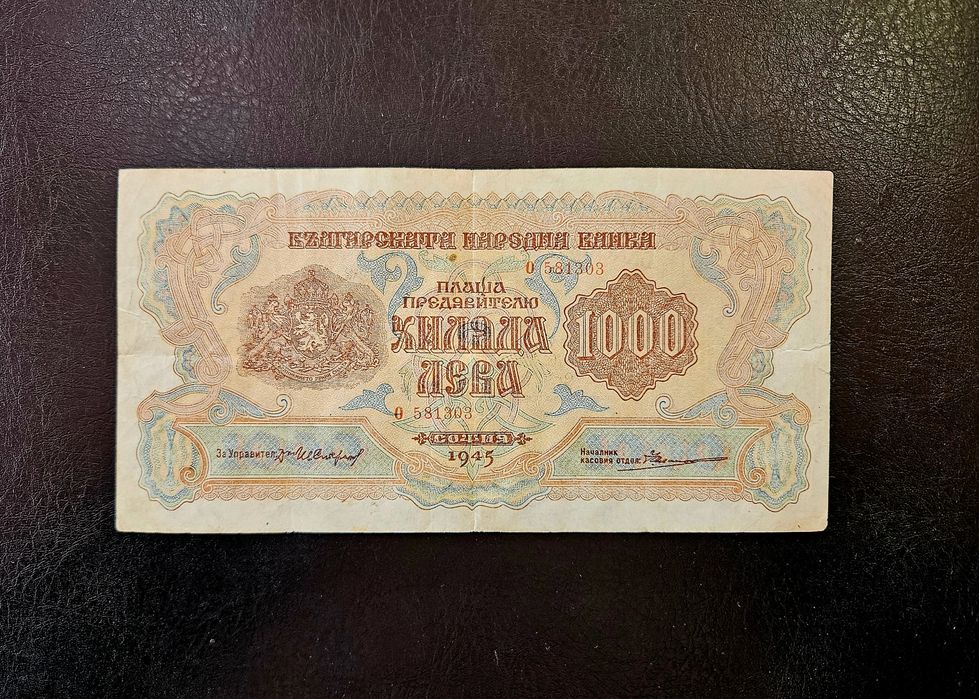 БЪЛГАРСКАТА НАРОДНА БАНКА
О 581303
ПЛАЩА
ПРЕДЯВИТЕЛЮ
ХИЛЯДА
ЛЕВА
1000
О 581303
СОФИЯ
1945
За Управител:
Началник
касовия отдел: